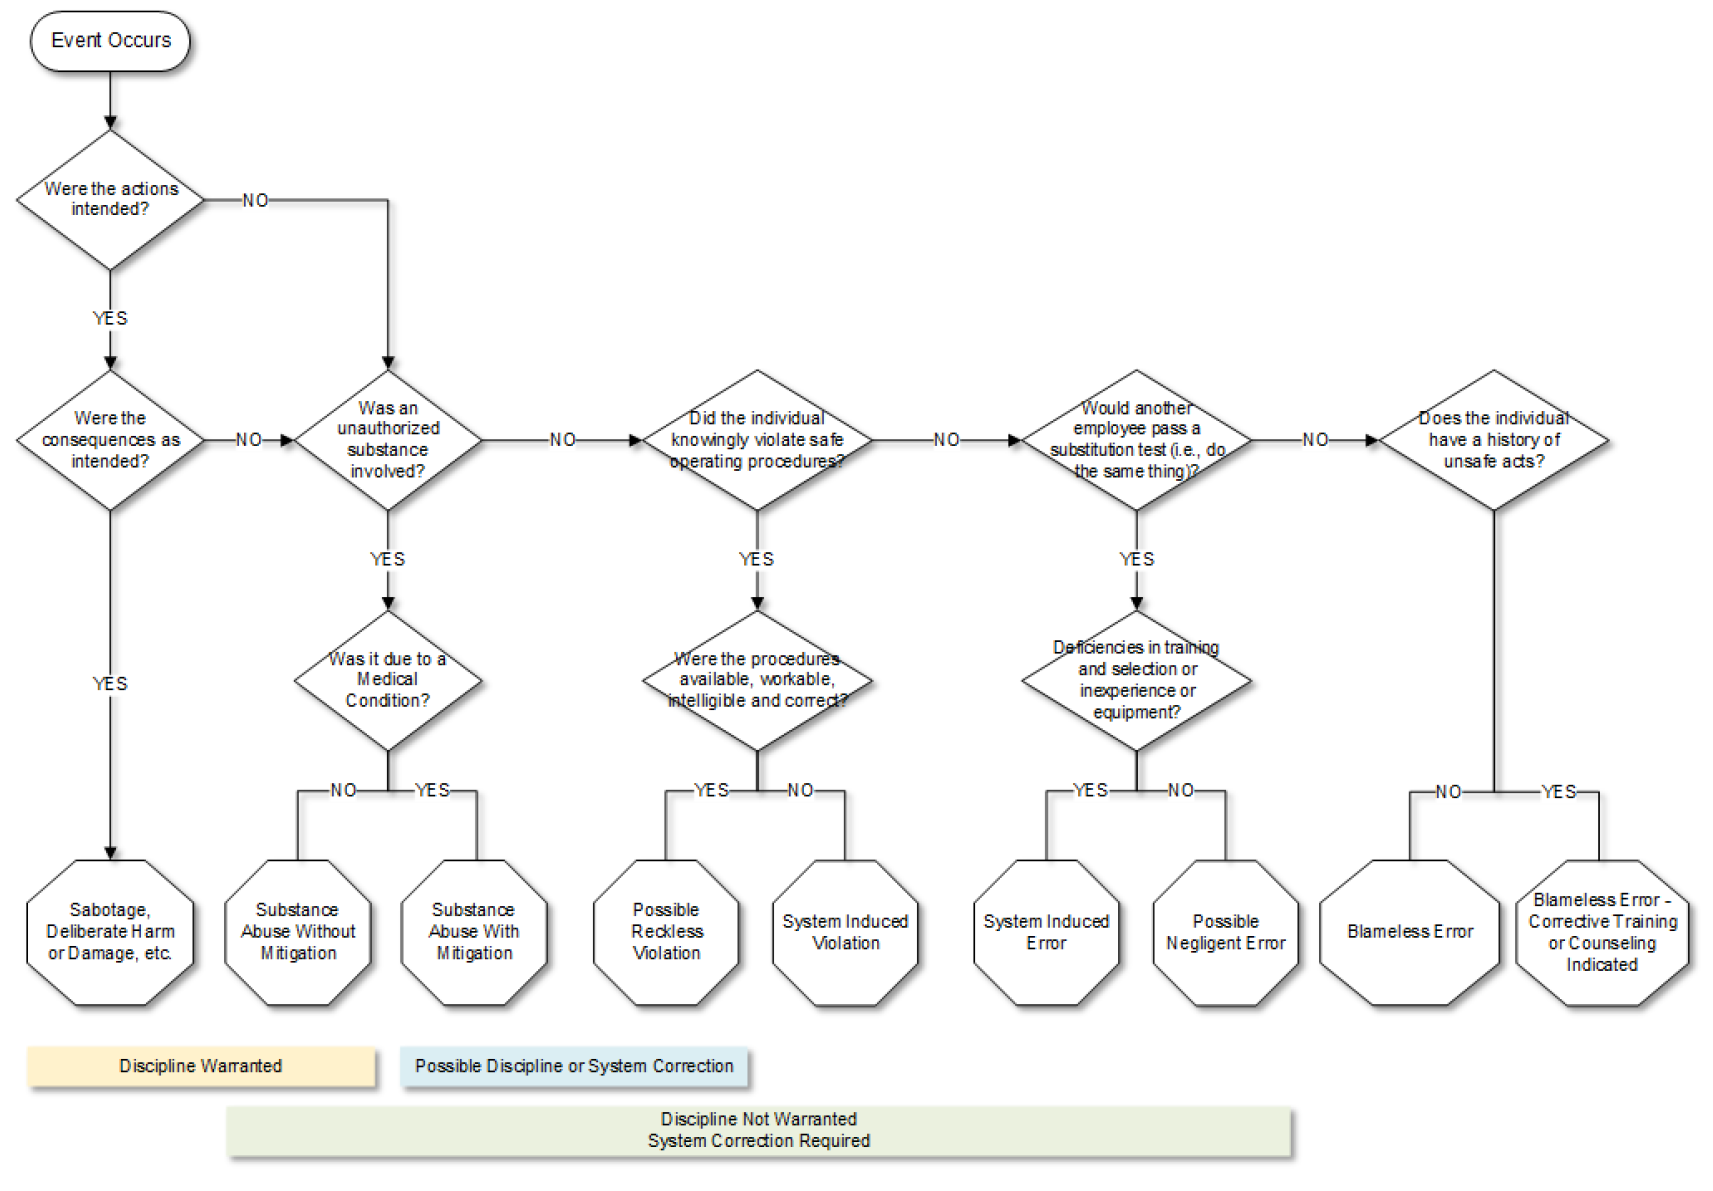 Event Occurs
Were the actions
intended?
NO
YES
Were the
consequences as
intended?
NO
Was an
unauthorized
substance
involved?
NO
Did the individual
knowingly violate safe
operating procedures?
NO
Would another
employee pass a
substitution test (i.e., do
the same thing)?
NO
Does the individual
have a history of
unsafe acts?
YES
YES
YES
YES
Was it due to a
Medical
Condition?
Were the procedures
available, workable,
intelligible and correct?
Deficiencies in training
and selection or
inexperience or
equipment?
NO
YES
YES
NO
YES
NO
NO
YES
Sabotage,
Deliberate Harm
or Damage, etc.
Substance
Abuse Without
Mitigation
Substance
Abuse With
Mitigation
Possible
Reckless
Violation
System Induced
Violation
System Induced
Error
Possible
Negligent Error
Blameless Error
Blameless Error –
Corrective Training
or Counseling
Indicated
Discipline Warranted
Possible Discipline or System Correction
Discipline Not Warranted
System Correction Required